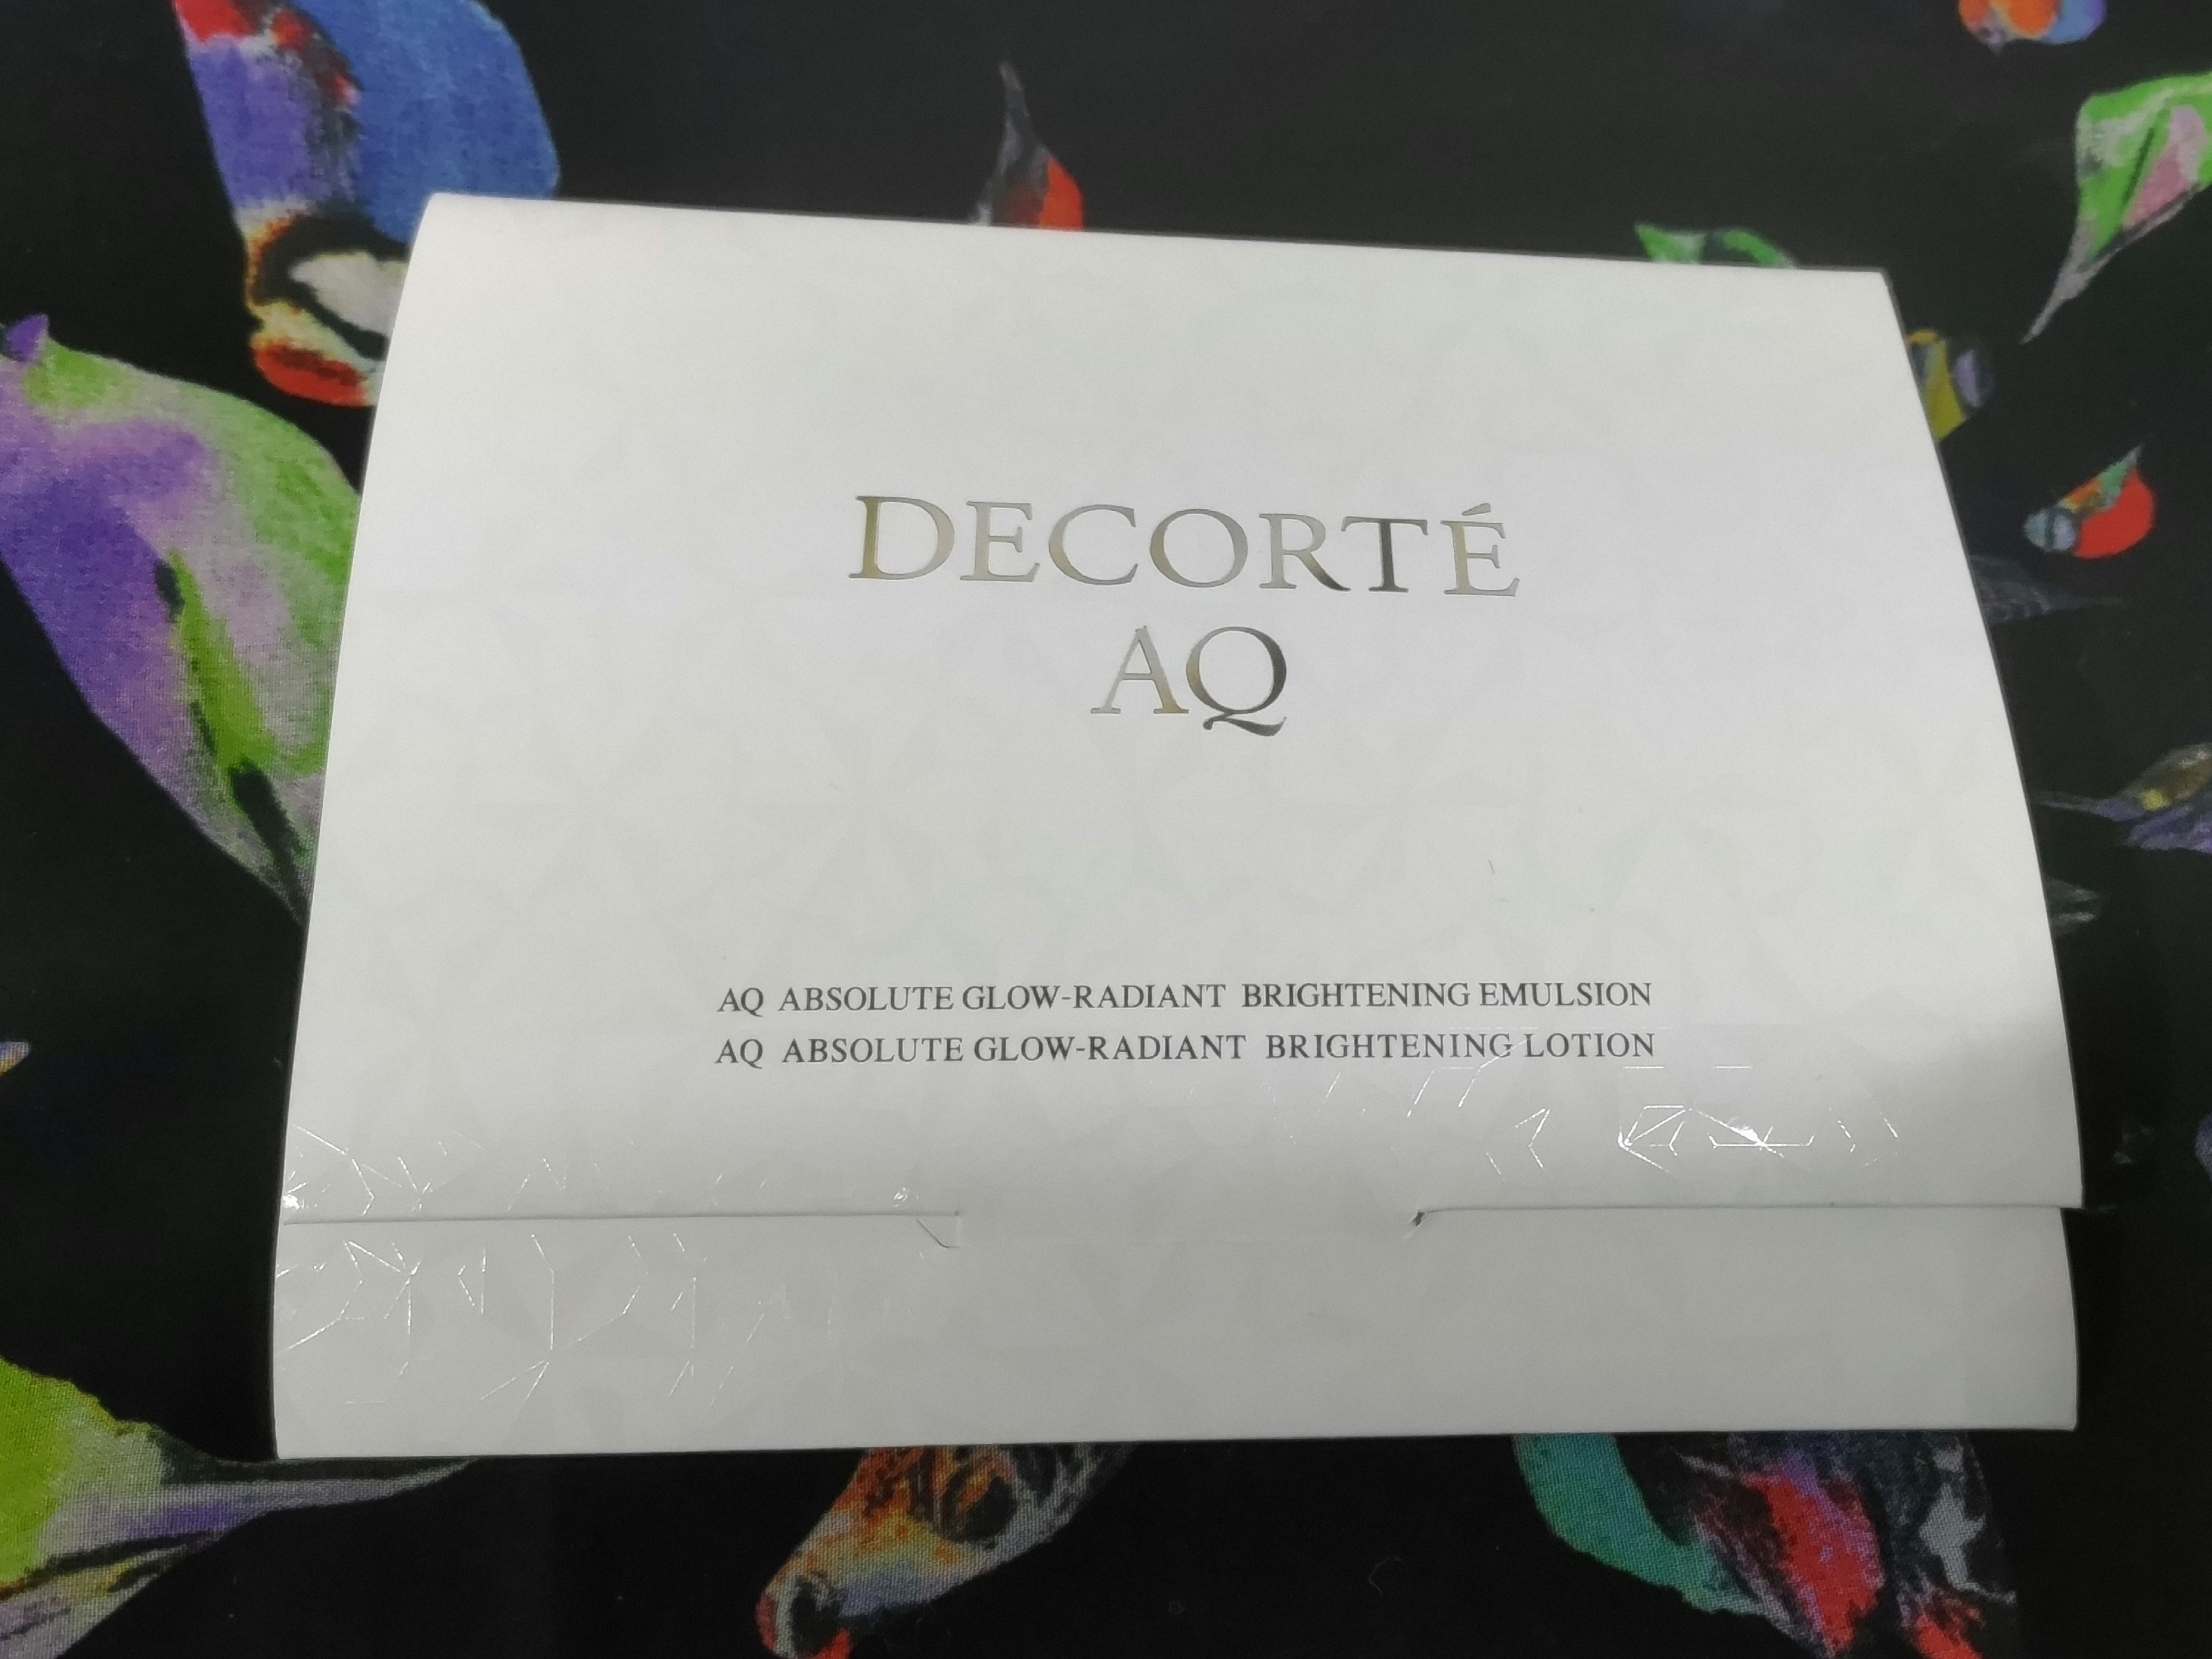 DECORTÉ
AQ
AQ ABSOLUTE GLOW-RADIANT BRIGHTENING EMULSION
AQ ABSOLUTE GLOW-RADIANT BRIGHTENING LOTION